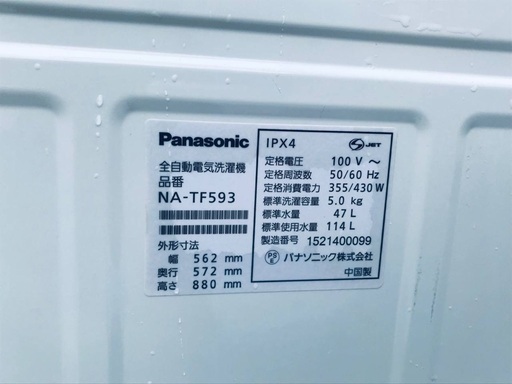 Panasonic
全自動電気洗濯機
品番
NA-TF593
外形寸法
幅 562 mm
奥行 572 mm
高さ 880 mm
IPX4
S JET
定格電圧 100 V ～
定格周波数 50/60 Hz
定格消費電力 355/430 W
標準洗濯容量 5.0 kg
標準水量 47 L
標準使用水量 114 L
製造番号 1521400099
PS E パナソニック株式会社
中国製